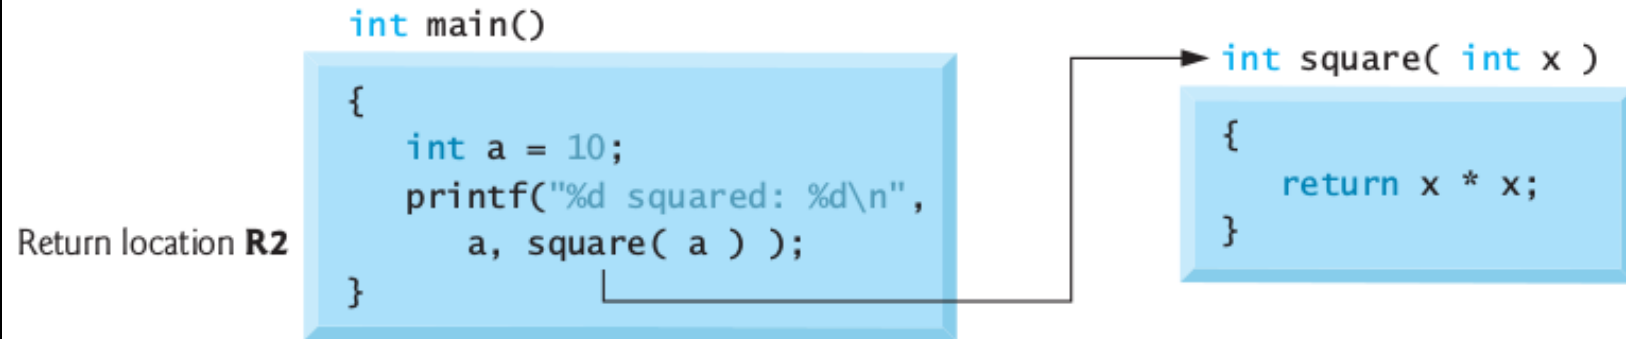 int main()
{
int a = 10;
printf("%d squared: %d\n",
Return location R2
a, square( a ) );
}
int square( int x )
{
return x * x;
}